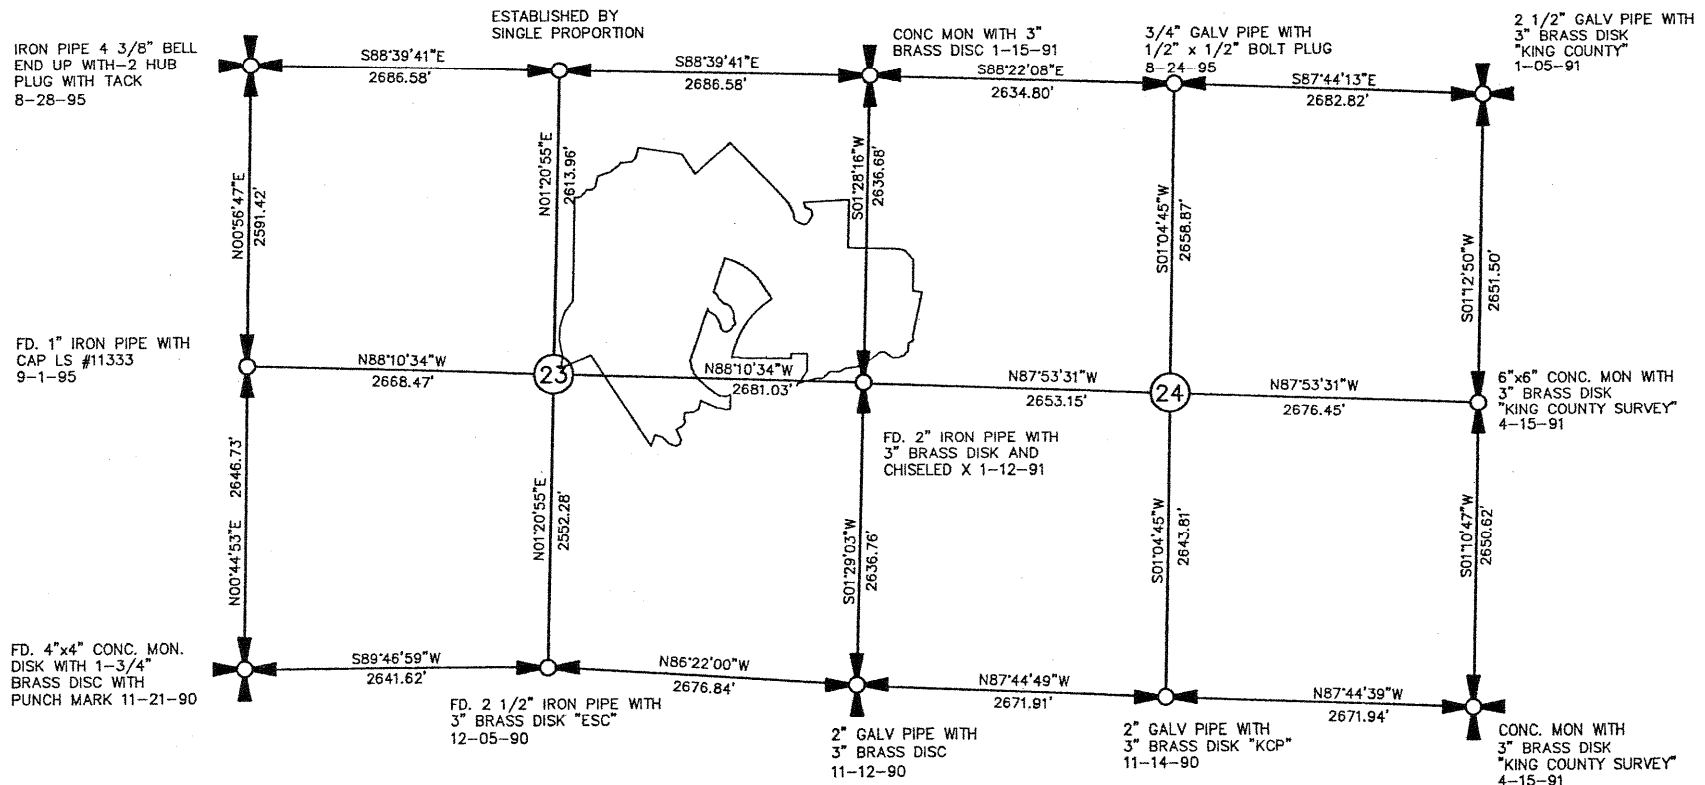 ESTABLISHED BY
SINGLE PROPORTION
IRON PIPE 4 3/8" BELL
END UP WITH-2 HUB
PLUG WITH TACK
8-28-95
CONC MON WITH 3"
BRASS DISC 1-15-91
3/4" GALV PIPE WITH
1/2" x 1/2" BOLT PLUG
8-24-95
2 1/2" GALV PIPE WITH
3" BRASS DISK
"KING COUNTY"
1-05-91
S88°39'41"E
2686.58'
S88°39'41"E
2686.58'
S88°22'08"E
2634.80'
S87°44'13"E
2682.82'
N00°56'47"E
2591.42'
N01°20'55"E
2613.96'
S01°28'16"W
2636.68'
S01°04'45"W
2658.87'
S01°12'50"W
2651.50'
FD. 1" IRON PIPE WITH
CAP LS #11333
9-1-95
N88°10'34"W
2668.47'
23
N88°10'34"W
2681.03'
N87°53'31"W
2653.15'
24
N87°53'31"W
2676.45'
6"x6" CONC. MON WITH
3" BRASS DISK
"KING COUNTY SURVEY"
4-15-91
FD. 2" IRON PIPE WITH
3" BRASS DISK AND
CHISELED X 1-12-91
N00°44'53"E 2646.73'
N01°20'55"E
2552.28'
S01°29'03"W
2636.76'
S01°04'45"W
2643.81'
S01°10'47"W
2650.62'
FD. 4"x4" CONC. MON.
DISK WITH 1-3/4"
BRASS DISC WITH
PUNCH MARK 11-21-90
S89°46'59"W
2641.62'
N86°22'00"W
2676.84'
N87°44'49"W
2671.91'
N87°44'39"W
2671.94'
FD. 2 1/2" IRON PIPE WITH
3" BRASS DISK "ESC"
12-05-90
2" GALV PIPE WITH
3" BRASS DISC
11-12-90
2" GALV PIPE WITH
3" BRASS DISK "KCP"
11-14-90
CONC. MON WITH
3" BRASS DISK
"KING COUNTY SURVEY"
4-15-91